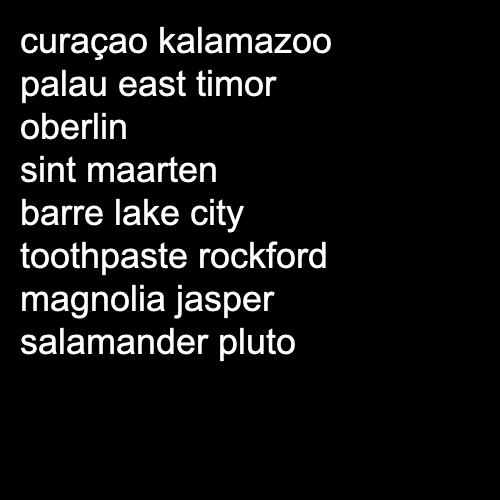 curaçao kalamazoo
palau east timor
oberlin
sint maarten
barre lake city
toothpaste rockford
magnolia jasper
salamander pluto